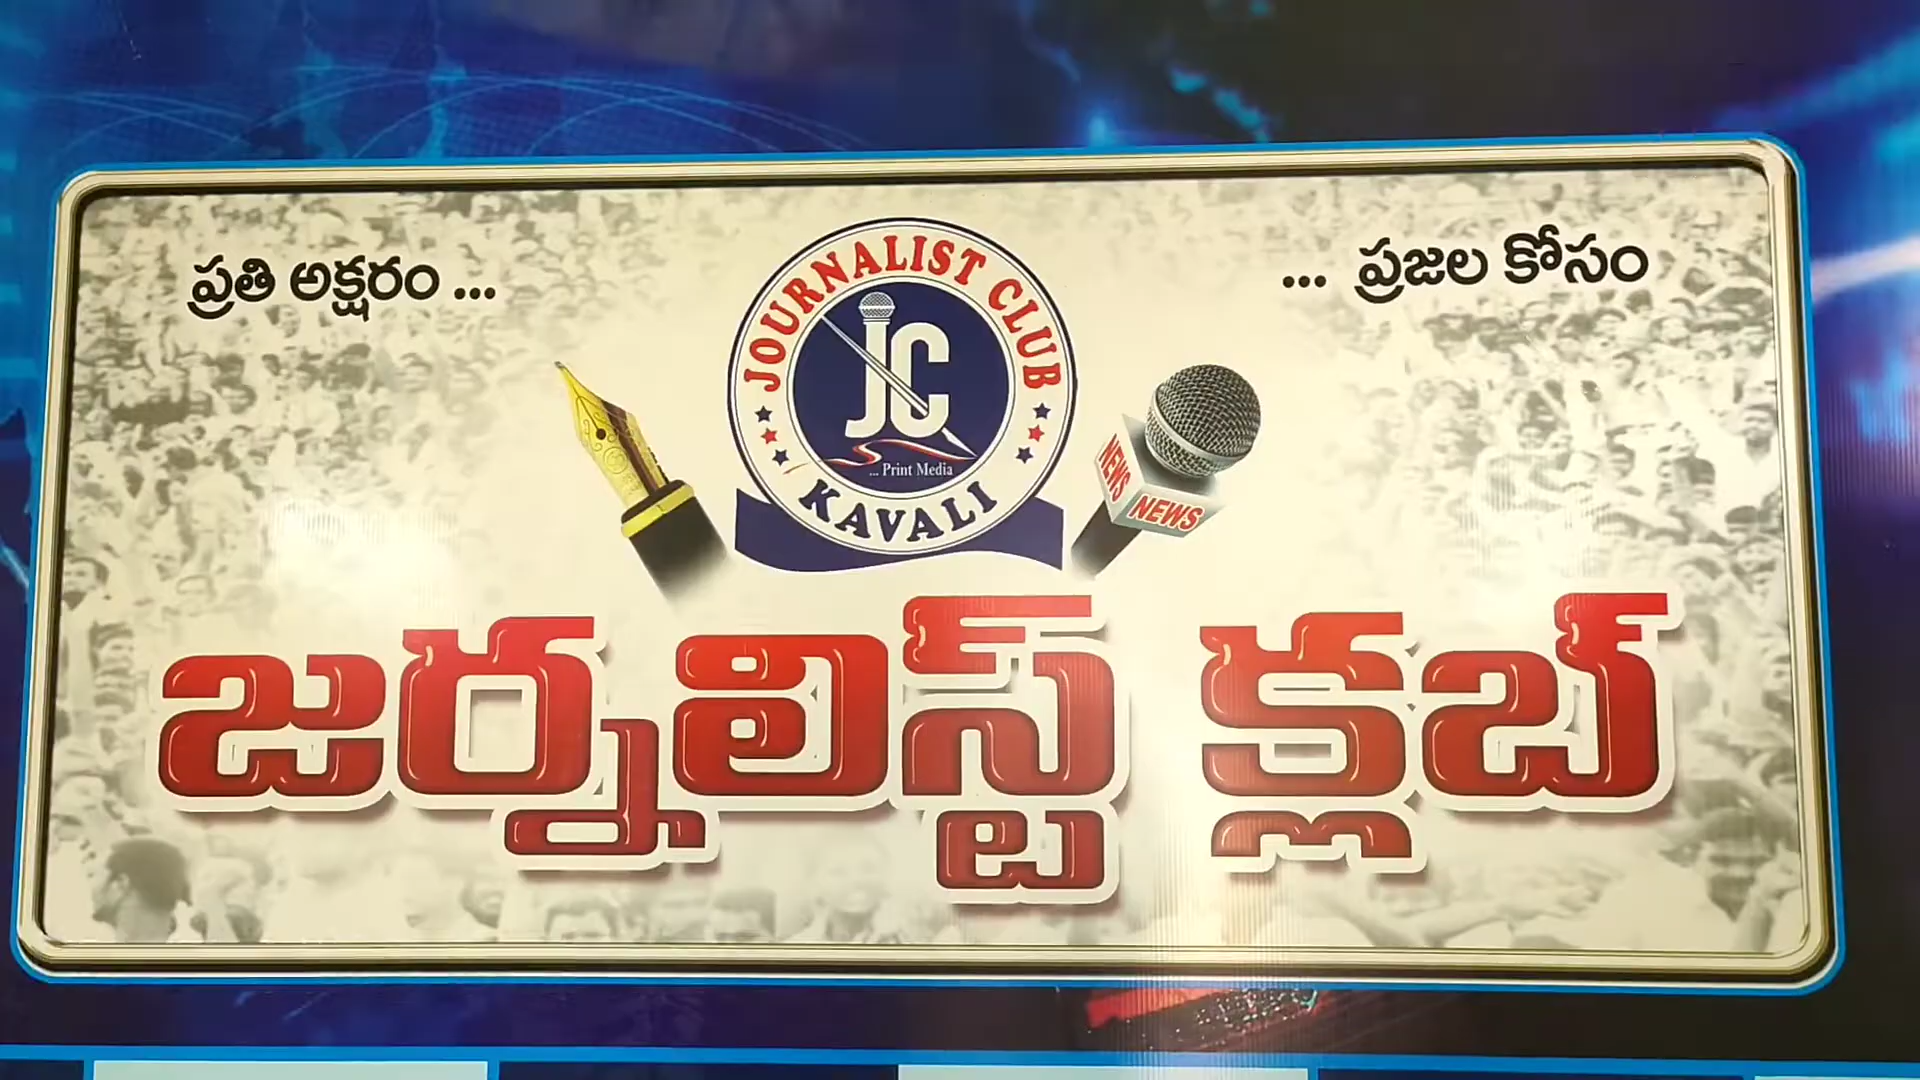 ప్రతి అక్షరం ...
... ప్రజల కోసం
JOURNALIST CLUB
JC
... Print Media
KAVALI
NEWS
NEWS
జర్నలిస్ట్ క్లబ్